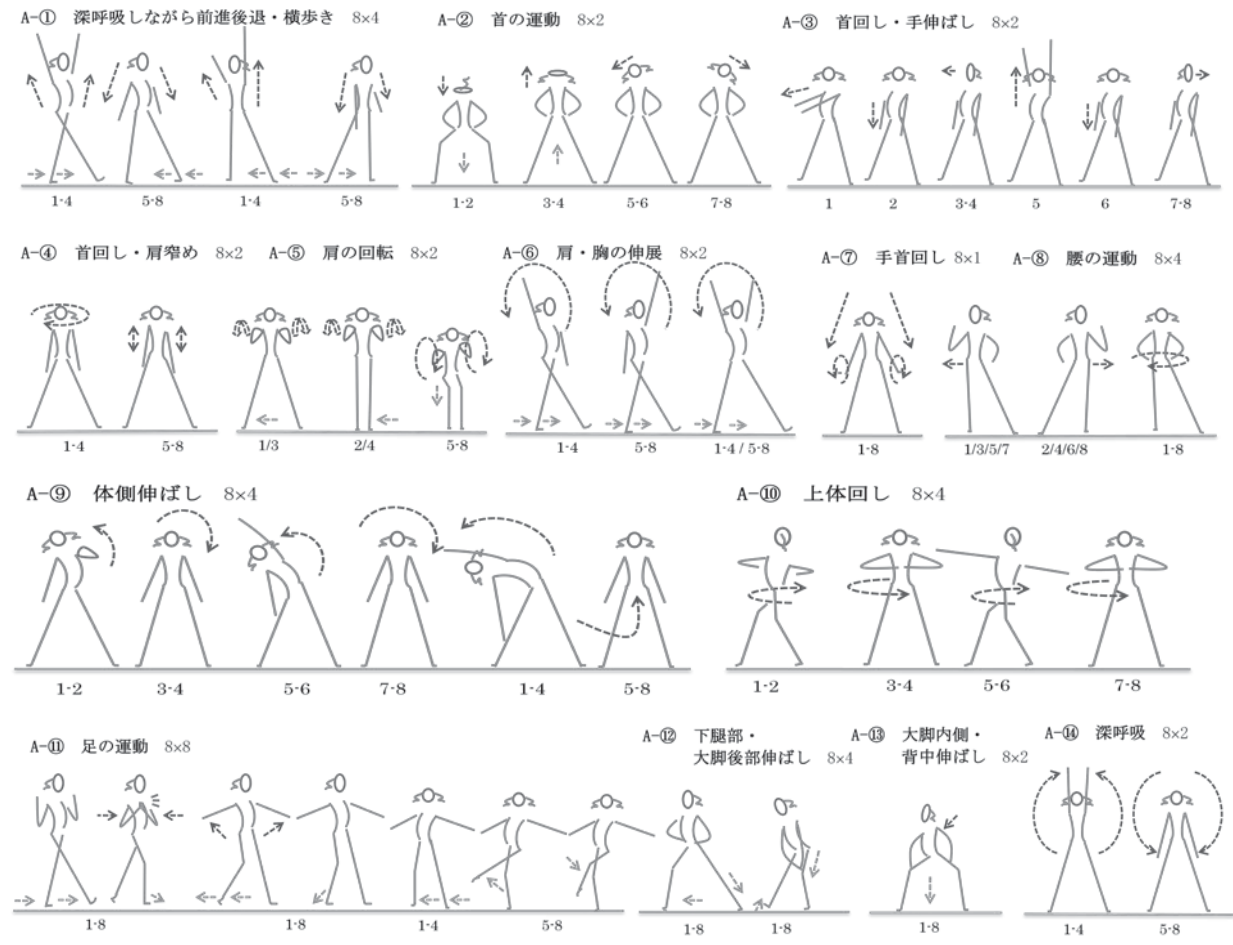 A-① 深呼吸しながら前進後退・横歩き 8×4
1-4 5-8 1-4 5-8
A-② 首の運動 8×2
1-2 3-4 5-6 7-8
A-③ 首回し・手伸ばし 8×2
1 2 3-4 5 6 7-8
A-④ 首回し・肩窄め 8×2
1-4 5-8
A-⑤ 肩の回転 8×2
1/3 2/4 5-8
A-⑥ 肩・胸の伸展 8×2
1-4 5-8 1-4 / 5-8
A-⑦ 手首回し 8×1
1-8
A-⑧ 腰の運動 8×4
1/3/5/7 2/4/6/8 1-8
A-⑨ 体側伸ばし 8×4
1-2 3-4 5-6 7-8 1-4 5-8
A-⑩ 上体回し 8×4
1-2 3-4 5-6 7-8
A-⑪ 足の運動 8×8
1-8 1-8 1-4 5-8
A-⑫ 下腿部・
大脚後部伸ばし 8×4
1-8 1-8
A-⑬ 大脚内側・
背中伸ばし 8×2
1-8
A-⑭ 深呼吸 8×2
1-4 5-8